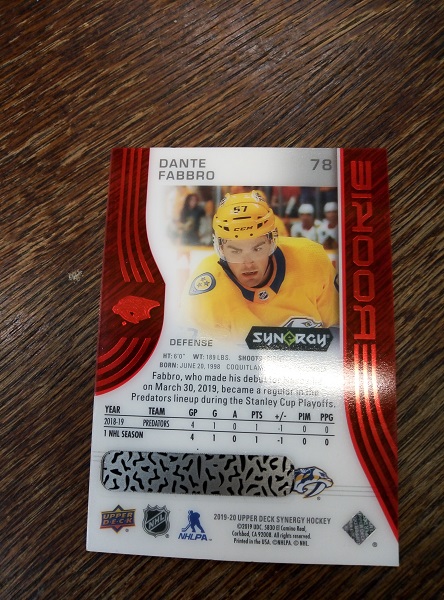 DANTE
FABBRO
78
ROOKIE
57
CCM
DEFENSE
SYNERGY
HT: 6'0" WT: 189 LBS. SHOOTS
BORN: JUNE 20, 1998 COQUITLAM
Fabbro, who made his debut
on March 30, 2019, became a regular in the
Predators lineup during the Stanley Cup Playoffs.
YEAR TEAM GP G A PTS +/- PIM PPG
2018-19 PREDATORS 4 1 0 1 -1 0 0
1 NHL SEASON 4 1 0 1 -1 0 0
UPPER DECK
NHL
NHLPA
2019-20 UPPER DECK SYNERGY HOCKEY
©2019 UDC. 5830 El Camino Real,
Carlsbad, CA 92008. All rights reserved.
Printed in the USA. ©NHLPA. © NHL.